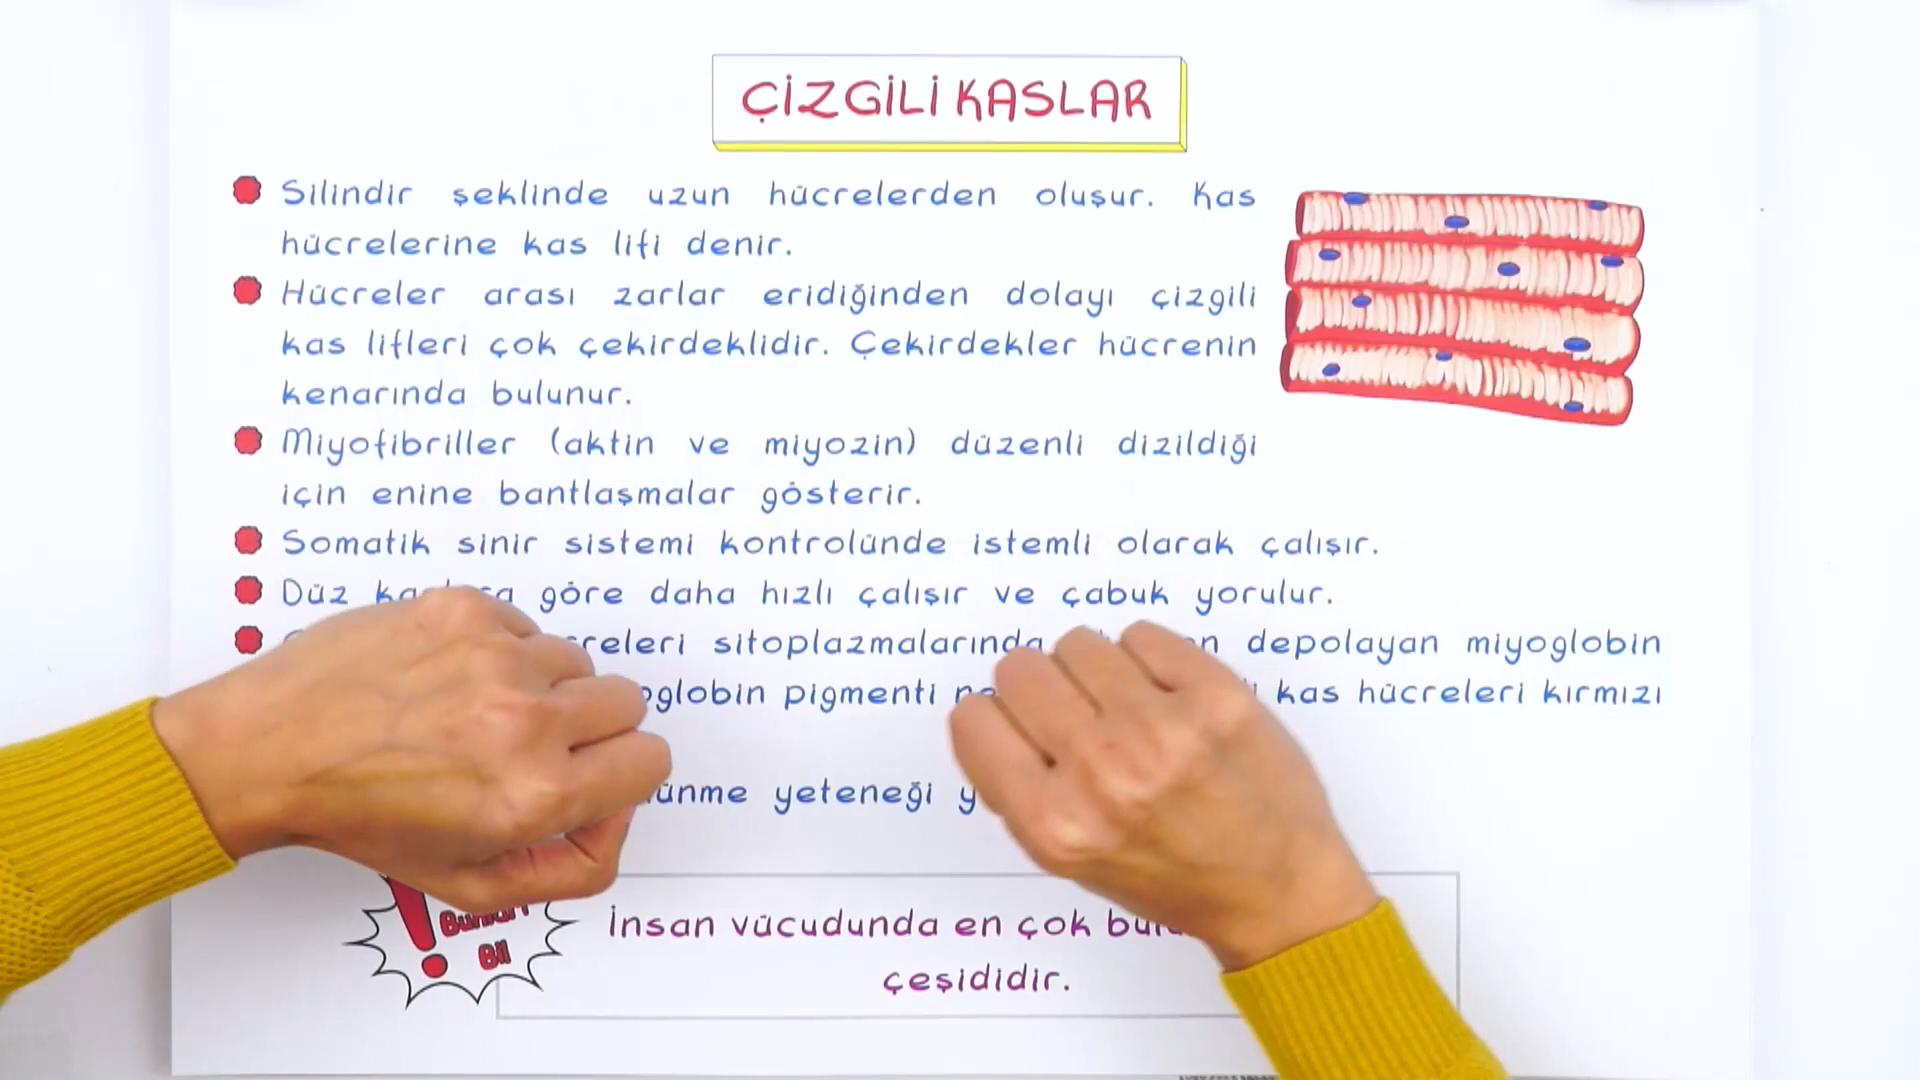 ÇİZGİLİ KASLAR
Silindir şeklinde uzun hücrelerden oluşur. Kas
hücrelerine kas lifi denir.
Hücreler arası zarlar eridiğinden dolayı çizgili
kas lifleri çok çekirdeklidir. Çekirdekler hücrenin
kenarında bulunur.
Miyofibriller (aktin ve miyozin) düzenli dizildiği
için enine bantlaşmalar gösterir.
Somatik sinir sistemi kontrolünde istemli olarak çalışır.
Düz göre daha hızlı çalışır ve çabuk yorulur.
sitoplazmalarında depolayan miyoglobin
pigmenti kas hücreleri kırmızı
yeteneği
Bunları
Bil
İnsan vücudunda en çok
çeşididir.